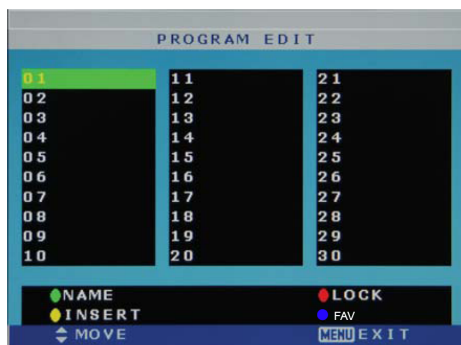 PROGRAM EDIT
01 11 21
02 12 22
03 13 23
04 14 24
05 15 25
06 16 26
07 17 27
08 18 28
09 19 29
10 20 30
NAME LOCK
INSERT FAV
MOVE MENU EXIT